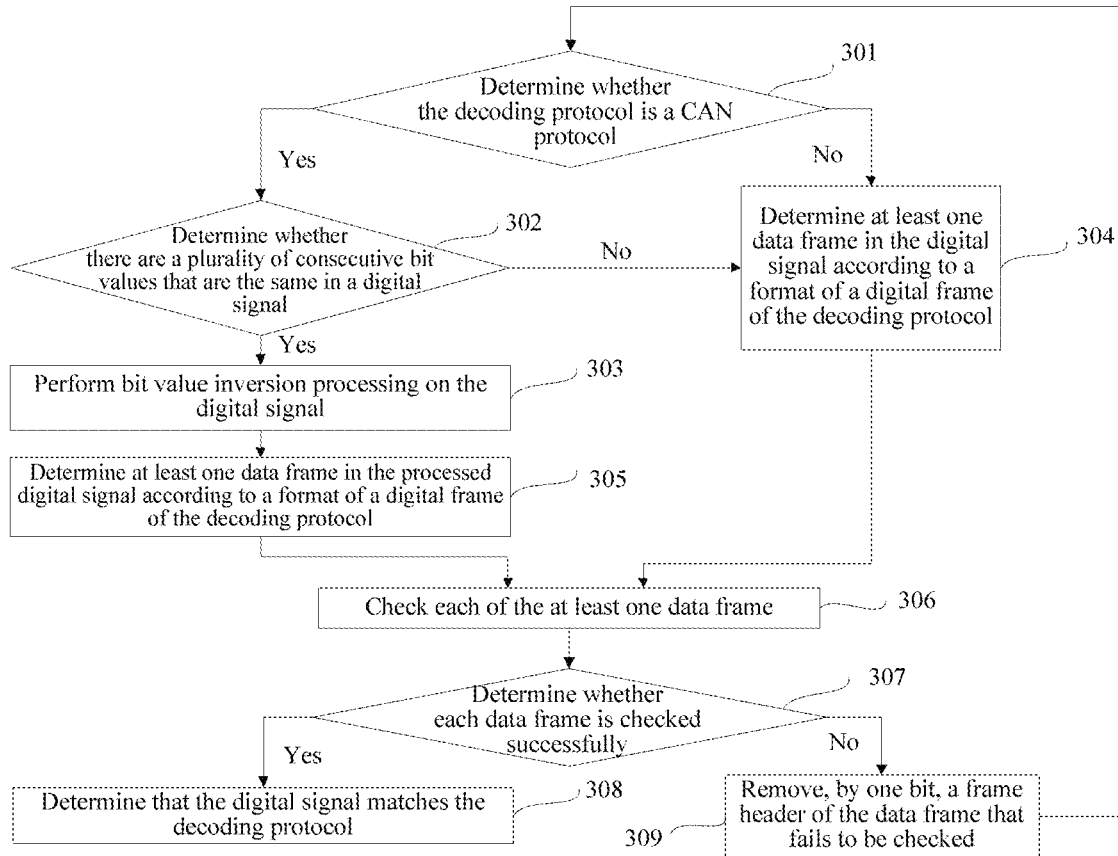 301
Determine whether
the decoding protocol is a CAN
protocol
Yes
No
302
Determine whether
there are a plurality of consecutive bit
values that are the same in a digital
signal
No
304
Determine at least one
data frame in the digital
signal according to a
format of a digital frame
of the decoding protocol
Yes
303
Perform bit value inversion processing on the
digital signal
305
Determine at least one data frame in the processed
digital signal according to a format of a digital frame
of the decoding protocol
306
Check each of the at least one data frame
307
Determine whether
each data frame is checked
successfully
Yes
No
308
Determine that the digital signal matches the
decoding protocol
309
Remove, by one bit, a frame
header of the data frame that
fails to be checked